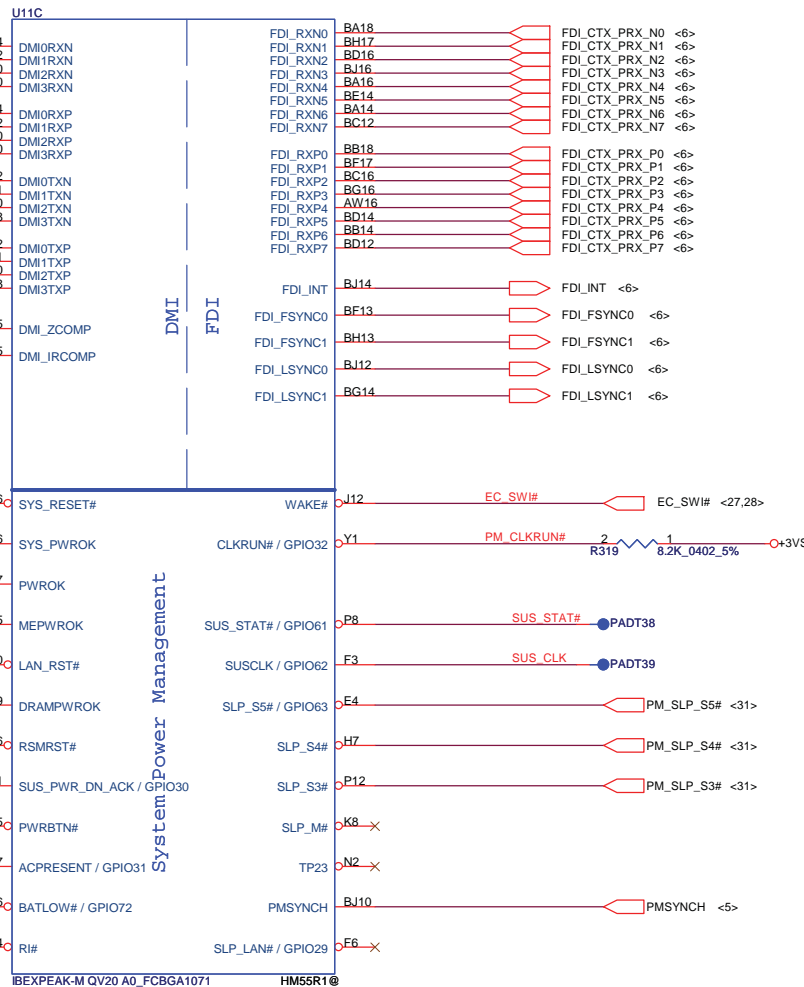 U11C
FDI_RXN0 BA18 FDI_CTX_PRX_N0 <6>
DMI0RXN FDI_RXN1 BH17 FDI_CTX_PRX_N1 <6>
DMI1RXN FDI_RXN2 BD16 FDI_CTX_PRX_N2 <6>
DMI2RXN FDI_RXN3 BJ16 FDI_CTX_PRX_N3 <6>
DMI3RXN FDI_RXN4 BA16 FDI_CTX_PRX_N4 <6>
FDI_RXN5 BE14 FDI_CTX_PRX_N5 <6>
DMI0RXP FDI_RXN6 BA14 FDI_CTX_PRX_N6 <6>
DMI1RXP FDI_RXN7 BC12 FDI_CTX_PRX_N7 <6>
DMI2RXP
DMI3RXP FDI_RXP0 BB18 FDI_CTX_PRX_P0 <6>
FDI_RXP1 BF17 FDI_CTX_PRX_P1 <6>
DMI0TXN FDI_RXP2 BC16 FDI_CTX_PRX_P2 <6>
DMI1TXN FDI_RXP3 BG16 FDI_CTX_PRX_P3 <6>
DMI2TXN FDI_RXP4 AW16 FDI_CTX_PRX_P4 <6>
DMI3TXN FDI_RXP5 BD14 FDI_CTX_PRX_P5 <6>
FDI_RXP6 BB14 FDI_CTX_PRX_P6 <6>
DMI0TXP FDI_RXP7 BD12 FDI_CTX_PRX_P7 <6>
DMI1TXP
DMI2TXP
DMI3TXP FDI_INT BJ14 FDI_INT <6>
DMI FDI
FDI_FSYNC0 BF13 FDI_FSYNC0 <6>
DMI_ZCOMP
FDI_FSYNC1 BH13 FDI_FSYNC1 <6>
DMI_IRCOMP
FDI_LSYNC0 BJ12 FDI_LSYNC0 <6>
FDI_LSYNC1 BG14 FDI_LSYNC1 <6>
SYS_RESET# WAKE# J12 EC_SWI# EC_SWI# <27,28>
SYS_PWROK CLKRUN# / GPIO32 Y1 PM_CLKRUN# 2 1 +3VS
R319 8.2K_0402_5%
PWROK
System Power Management
MEPWROK SUS_STAT# / GPIO61 P8 SUS_STAT# PADT38
LAN_RST# SUSCLK / GPIO62 F3 SUS_CLK PADT39
DRAMPWROK SLP_S5# / GPIO63 E4 PM_SLP_S5# <31>
RSMRST# SLP_S4# H7 PM_SLP_S4# <31>
SUS_PWR_DN_ACK / GPIO30 SLP_S3# P12 PM_SLP_S3# <31>
PWRBTN# SLP_M# K8
ACPRESENT / GPIO31 TP23 N2
BATLOW# / GPIO72 PMSYNCH BJ10 PMSYNCH <5>
RI# SLP_LAN# / GPIO29 F6
IBEXPEAK-M QV20 A0_FCBGA1071 HM55R1@